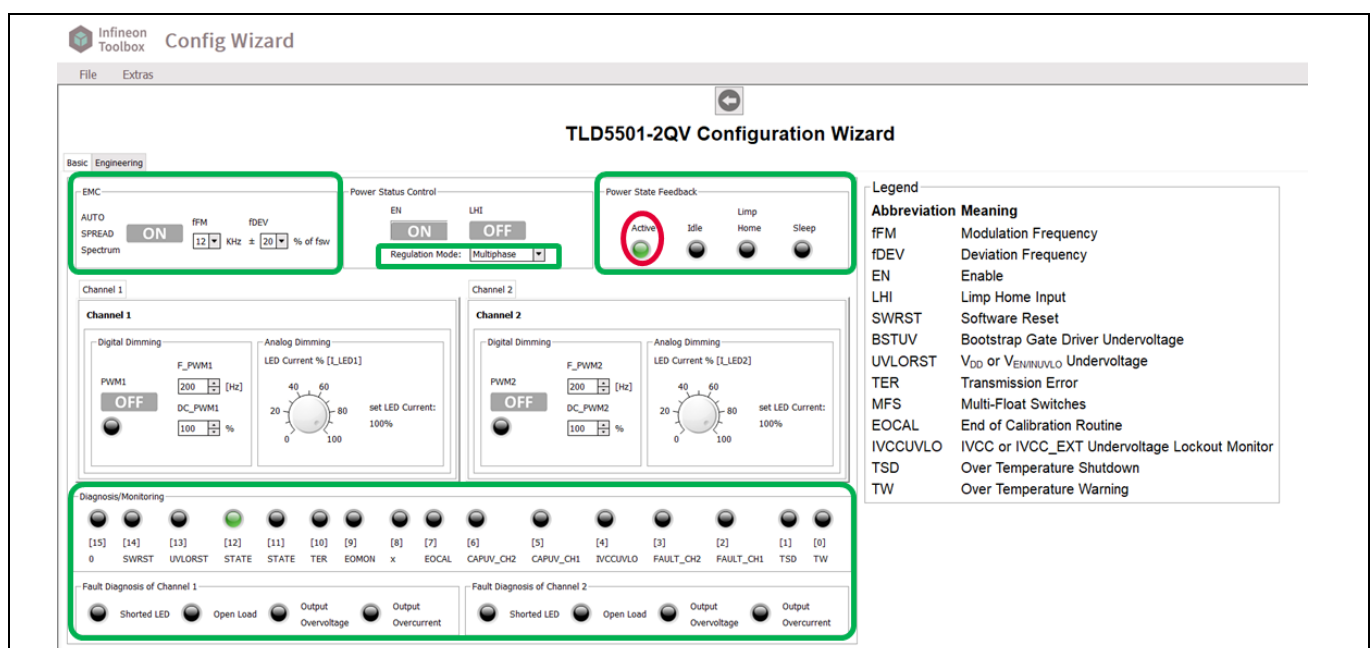 Infineon
Toolbox
Config Wizard
File Extras
TLD5501-2QV Configuration Wizard
Basic Engineering
EMC
AUTO
SPREAD
Spectrum
ON
fFM fDEV
12 KHz ± 20 % of fsw
Power Status Control
EN LHI
ON OFF
Regulation Mode: Multiphase
Power State Feedback
Active Idle Limp Home Sleep
Channel 1
Channel 1
Digital Dimming
PWM1
OFF
F_PWM1
200 [Hz]
DC_PWM1
100 %
Analog Dimming
LED Current % [I_LED1]
40 60
20 80
0 100
set LED Current:
100%
Channel 2
Channel 2
Digital Dimming
PWM2
OFF
F_PWM2
200 [Hz]
DC_PWM2
100 %
Analog Dimming
LED Current % [I_LED2]
40 60
20 80
0 100
set LED Current:
100%
Diagnosis/Monitoring
[15] [14] [13] [12] [11] [10] [9] [8] [7] [6] [5] [4] [3] [2] [1] [0]
0 SWRST UVLORST STATE STATE TER EOMON x EOCAL CAPUV_CH2 CAPUV_CH1 IVCCUVLO FAULT_CH2 FAULT_CH1 TSD TW
Fault Diagnosis of Channel 1
Shorted LED Open Load Output Overvoltage Output Overcurrent
Fault Diagnosis of Channel 2
Shorted LED Open Load Output Overvoltage Output Overcurrent
Legend
Abbreviation Meaning
fFM Modulation Frequency
fDEV Deviation Frequency
EN Enable
LHI Limp Home Input
SWRST Software Reset
BSTUV Bootstrap Gate Driver Undervoltage
UVLORST VDD or VEN/INUVLO Undervoltage
TER Transmission Error
MFS Multi-Float Switches
EOCAL End of Calibration Routine
IVCCUVLO IVCC or IVCC_EXT Undervoltage Lockout Monitor
TSD Over Temperature Shutdown
TW Over Temperature Warning